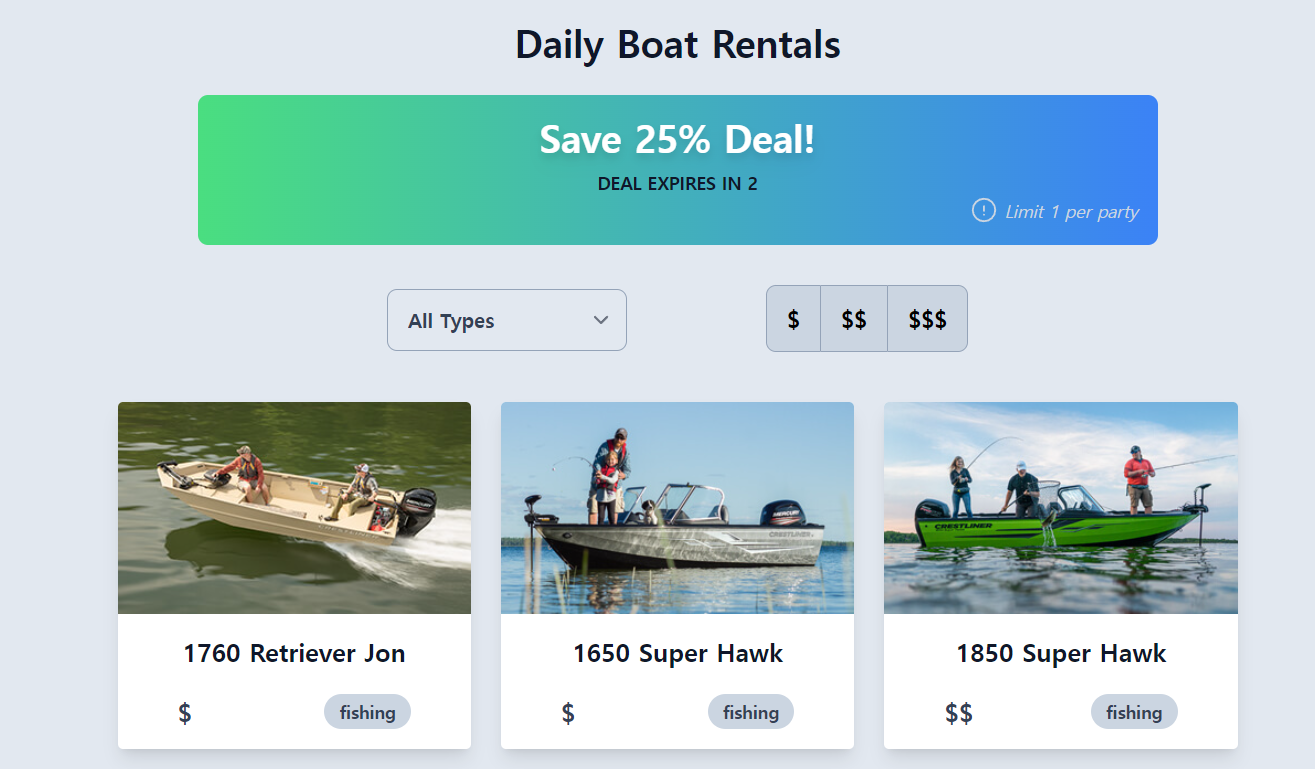 Daily Boat Rentals
Save 25% Deal!
DEAL EXPIRES IN 2
Limit 1 per party
All Types
$ $$ $$$
MERCURY
CRESTLINER
CRESTLINER
1760 Retriever Jon
1650 Super Hawk
1850 Super Hawk
$ fishing
$ fishing
$$ fishing